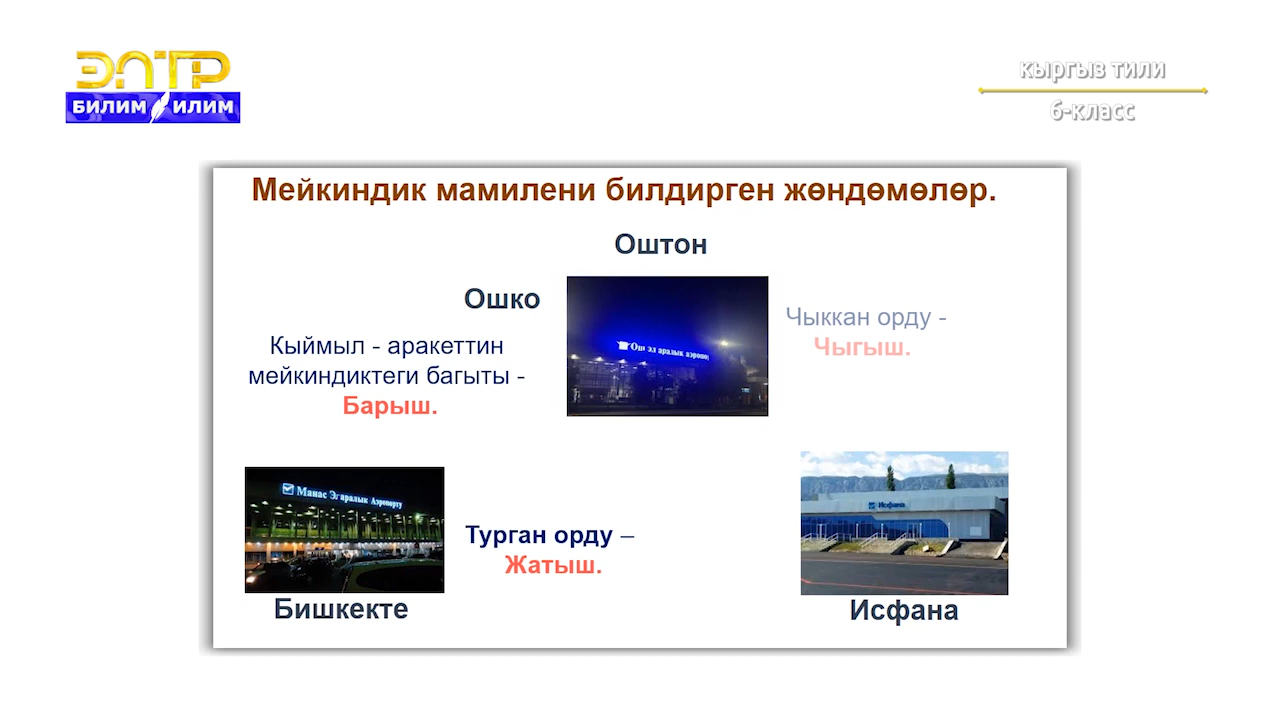 ЭЛТР
БИЛИМ ИЛИМ
кыргыз тили
6-класс
Мейкиндик мамилени билдирген жөндөмөлөр.
Оштон
Ошко
Чыккан орду -
Чыгыш.
Кыймыл - аракеттин
мейкиндиктеги багыты -
Барыш.
Ош эл аралык аэропор
Манас Эл аралык Аэропорту
Исфана
Турган орду –
Жатыш.
Бишкекте
Исфана